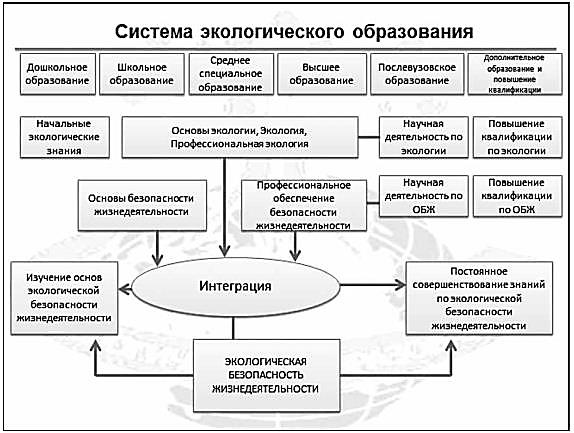 Система экологического образования
Дошкольное
образование
Школьное
образование
Среднее
специальное
образование
Высшее
образование
Послевузовское
образование
Дополнительное
образование и
повышение
квалификации
Начальные
экологические
знания
Основы экологии, Экология,
Профессиональная экология
Научная
деятельность по
экологии
Повышение
квалификации
по экологии
Основы безопасности
жизнедеятельности
Профессиональное
обеспечение
безопасности
жизнедеятельности
Научная
деятельность по
ОБЖ
Повышение
квалификации
по ОБЖ
Изучение основ
экологической
безопасности
жизнедеятельности
Интеграция
Постоянное
совершенствование знаний
по экологической
безопасности
жизнедеятельности
ЭКОЛОГИЧЕСКАЯ
БЕЗОПАСНОСТЬ
ЖИЗНЕДЕЯТЕЛЬНОСТИ